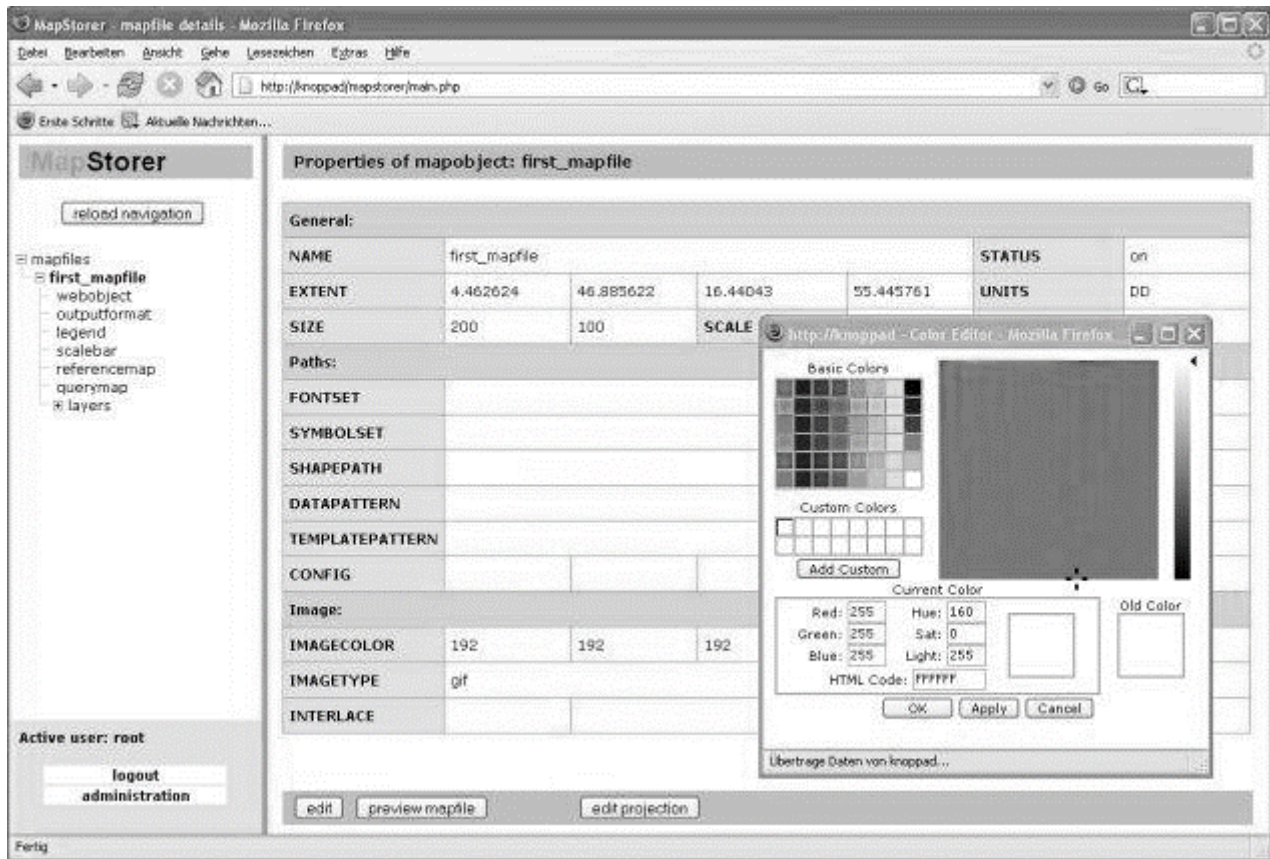 MapStorer - mapfile details - Mozilla Firefox
Datei Bearbeiten Ansicht Gehe Lesezeichen Extras Hilfe
http://knoppad/mapstorer/main.php Go
Erste Schritte Aktuelle Nachrichten...
MapStorer
reload navigation
mapfiles
first_mapfile
webobject
outputformat
legend
scalebar
referencemap
querymap
layers
Active user: root
logout
administration
Properties of mapobject: first_mapfile
General:
NAME first_mapfile STATUS on
EXTENT 4.462624 46.885622 16.44043 55.445761 UNITS DD
SIZE 200 100 SCALE
Paths:
FONTSET
SYMBOLSET
SHAPEPATH
DATAPATTERN
TEMPLATEPATTERN
CONFIG
Image:
IMAGECOLOR 192 192 192
IMAGETYPE gif
INTERLACE
edit preview mapfile edit projection
http://knoppad - Color Editor - Mozilla Firefox
Basic Colors
Custom Colors
Add Custom
Current Color
Old Color
Red: 255 Hue: 160
Green: 255 Sat: 0
Blue: 255 Light: 255
HTML Code: FFFFFF
OK Apply Cancel
Übertrage Daten von knoppad...
Fertig